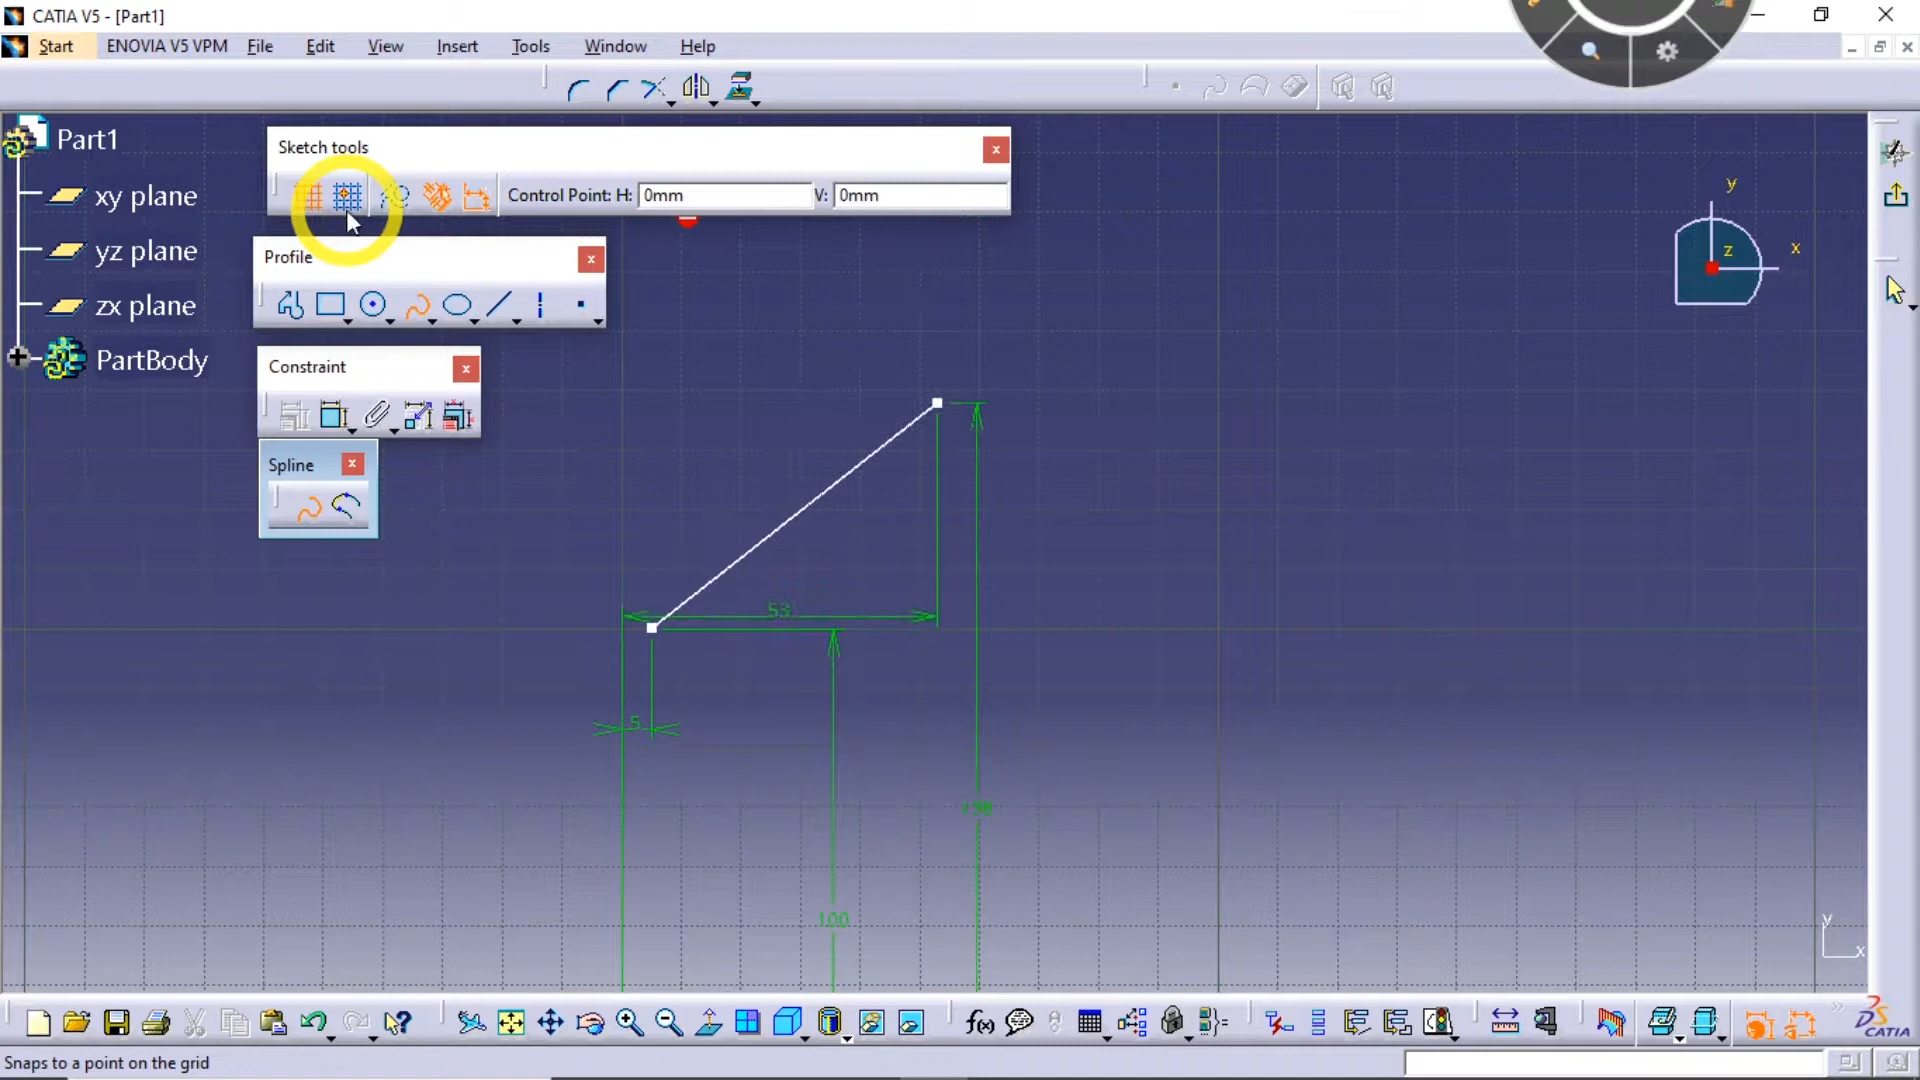 CATIA V5 - [Part1]
Start ENOVIA V5 VPM File Edit View Insert Tools Window Help
Part1
xy plane
yz plane
zx plane
PartBody
Sketch tools
Control Point: H: 0mm V: 0mm
Profile
Constraint
Spline
y
z
x
53
5
100
y
x
f(x)
Snaps to a point on the grid
DS
CATIA